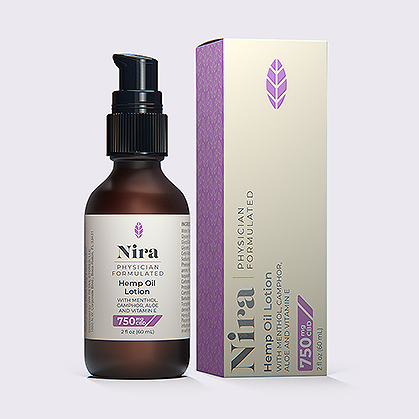 Nira
PHYSICIAN
FORMULATED
Hemp Oil
Lotion
WITH MENTHOL,
CAMPHOR, ALOE
AND VITAMIN E
750 mg CBD
2 fl oz (60 mL)
Nira
PHYSICIAN
FORMULATED
Hemp Oil Lotion
WITH MENTHOL, CAMPHOR,
ALOE AND VITAMIN E
750 mg CBD
2 fl oz (60 mL)